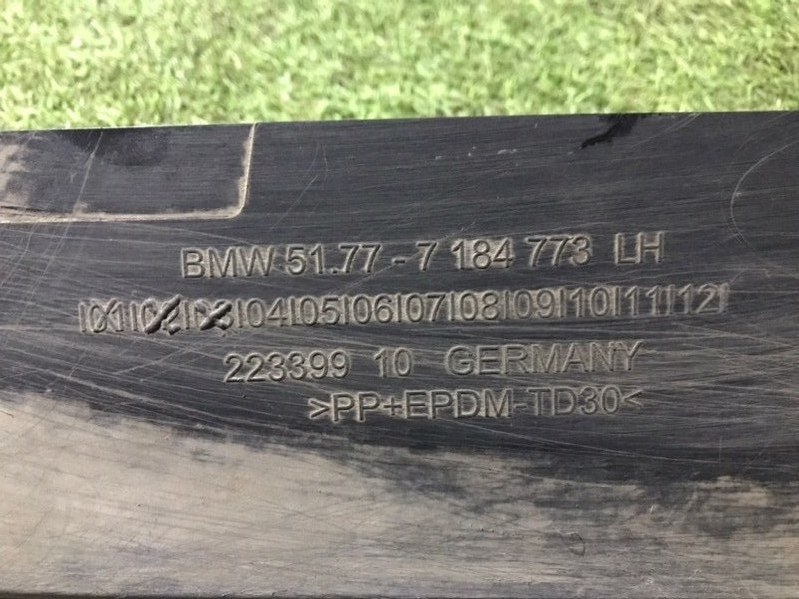 BMW 51.77 - 7 184 773 LH
|01|02|03|04|05|06|07|08|09|10|11|12|
223399 10 GERMANY
>PP+EPDM-TD30<